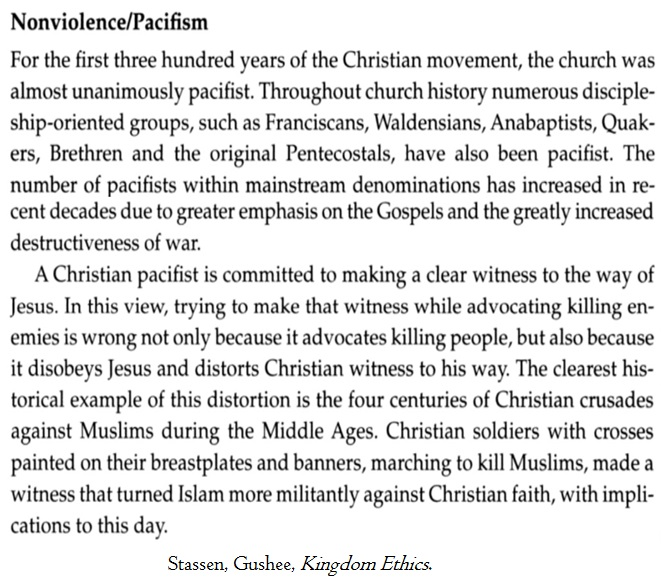 Nonviolence/Pacifism
For the first three hundred years of the Christian movement, the church was
almost unanimously pacifist. Throughout church history numerous disciple-
ship-oriented groups, such as Franciscans, Waldensians, Anabaptists, Quak-
ers, Brethren and the original Pentecostals, have also been pacifist. The
number of pacifists within mainstream denominations has increased in re-
cent decades due to greater emphasis on the Gospels and the greatly increased
destructiveness of war.
A Christian pacifist is committed to making a clear witness to the way of
Jesus. In this view, trying to make that witness while advocating killing en-
emies is wrong not only because it advocates killing people, but also because
it disobeys Jesus and distorts Christian witness to his way. The clearest his-
torical example of this distortion is the four centuries of Christian crusades
against Muslims during the Middle Ages. Christian soldiers with crosses
painted on their breastplates and banners, marching to kill Muslims, made a
witness that turned Islam more militantly against Christian faith, with impli-
cations to this day.
Stassen, Gushee, Kingdom Ethics.